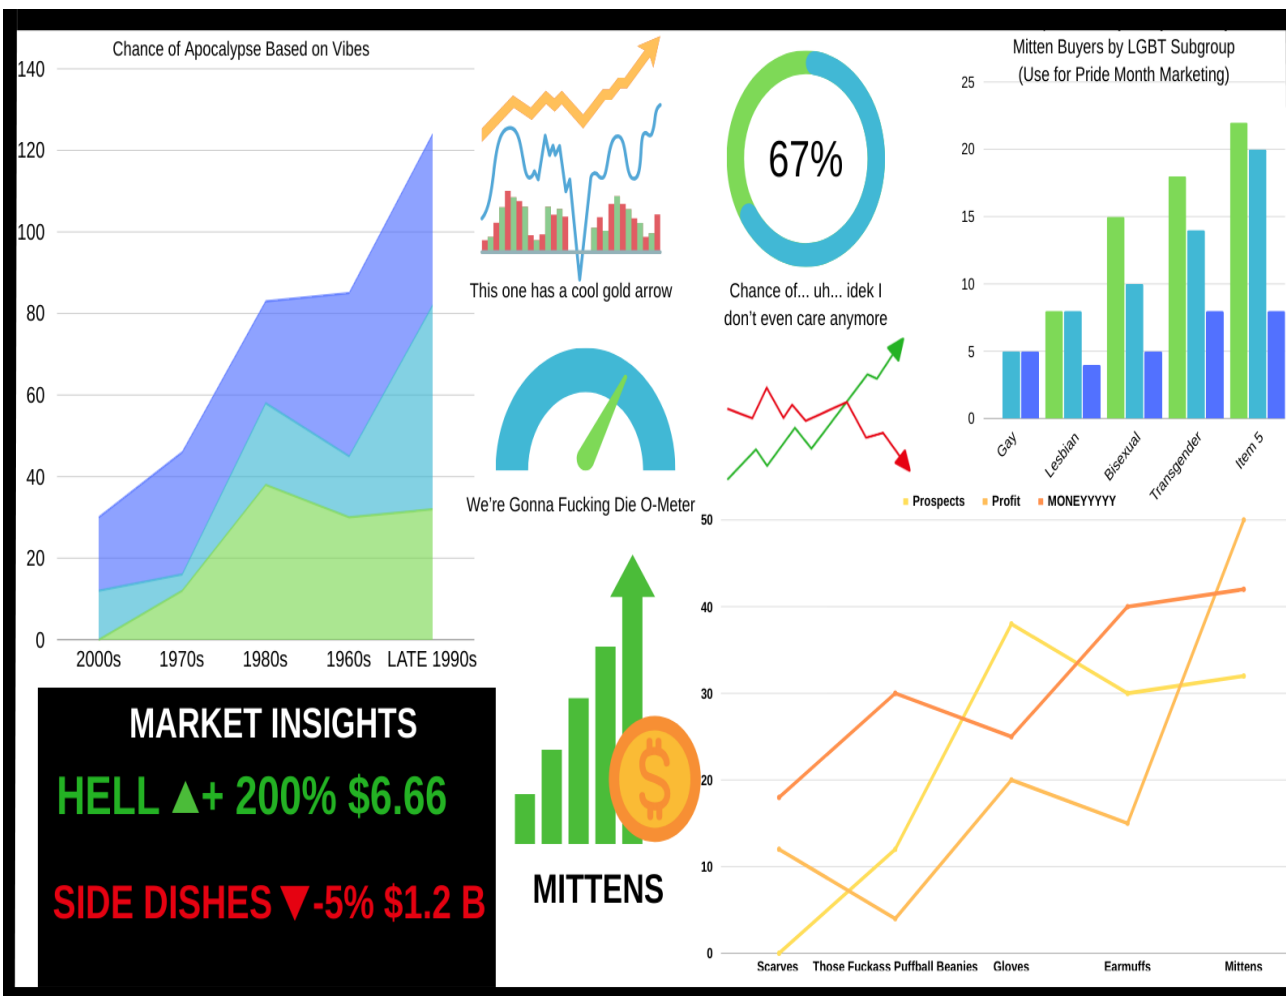 Chance of Apocalypse Based on Vibes
140
120
100
80
60
40
20
0
2000s 1970s 1980s 1960s LATE 1990s
This one has a cool gold arrow
67%
Chance of... uh... idek I
don't even care anymore
We're Gonna Fucking Die O-Meter
Mitten Buyers by LGBT Subgroup
(Use for Pride Month Marketing)
25
20
15
10
5
0
Gay
Lesbian
Bisexual
Transgender
Item 5
MARKET INSIGHTS
HELL ▲+ 200% $6.66
SIDE DISHES ▼-5% $1.2 B
$
MITTENS
Prospects Profit MONEYYYYY
50
40
30
20
10
0
Scarves Those Fuckass Puffball Beanies Gloves Earmuffs Mittens